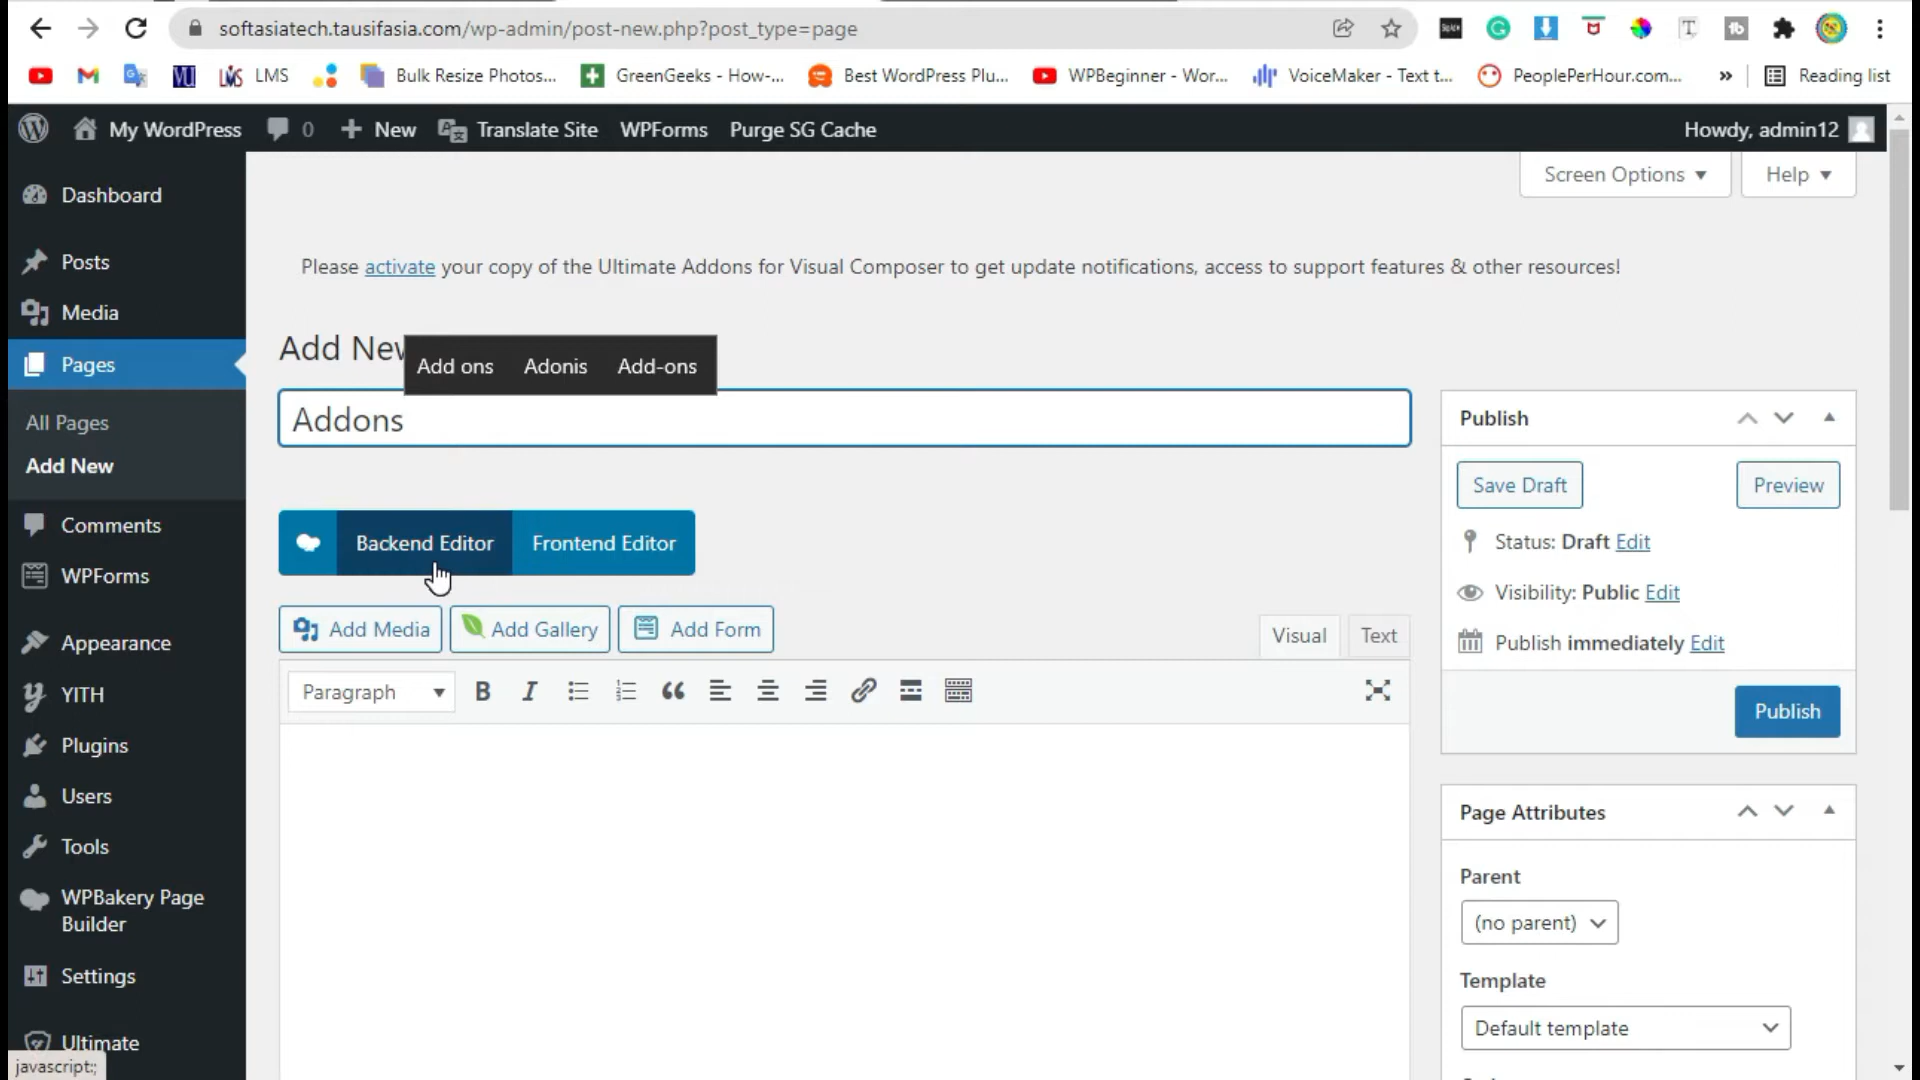 softasiatech.tausifasia.com/wp-admin/post-new.php?post_type=page
LMS
Bulk Resize Photos...
GreenGeeks - How-...
Best WordPress Plu...
WPBeginner - Wor...
VoiceMaker - Text t...
PeoplePerHour.com...
»
Reading list
My WordPress
0
New
Translate Site
WPForms
Purge SG Cache
Howdy, admin12
Screen Options
Help
Dashboard
Posts
Media
Pages
All Pages
Add New
Comments
WPForms
Appearance
YITH
Plugins
Users
Tools
WPBakery Page
Builder
Settings
Ultimate
javascript:;
Please activate your copy of the Ultimate Addons for Visual Composer to get update notifications, access to support features & other resources!
Add New
Add ons Adonis Add-ons
Addons
Backend Editor
Frontend Editor
Add Media
Add Gallery
Add Form
Visual
Text
Paragraph
Publish
Save Draft
Preview
Status: Draft Edit
Visibility: Public Edit
Publish immediately Edit
Publish
Page Attributes
Parent
(no parent)
Template
Default template